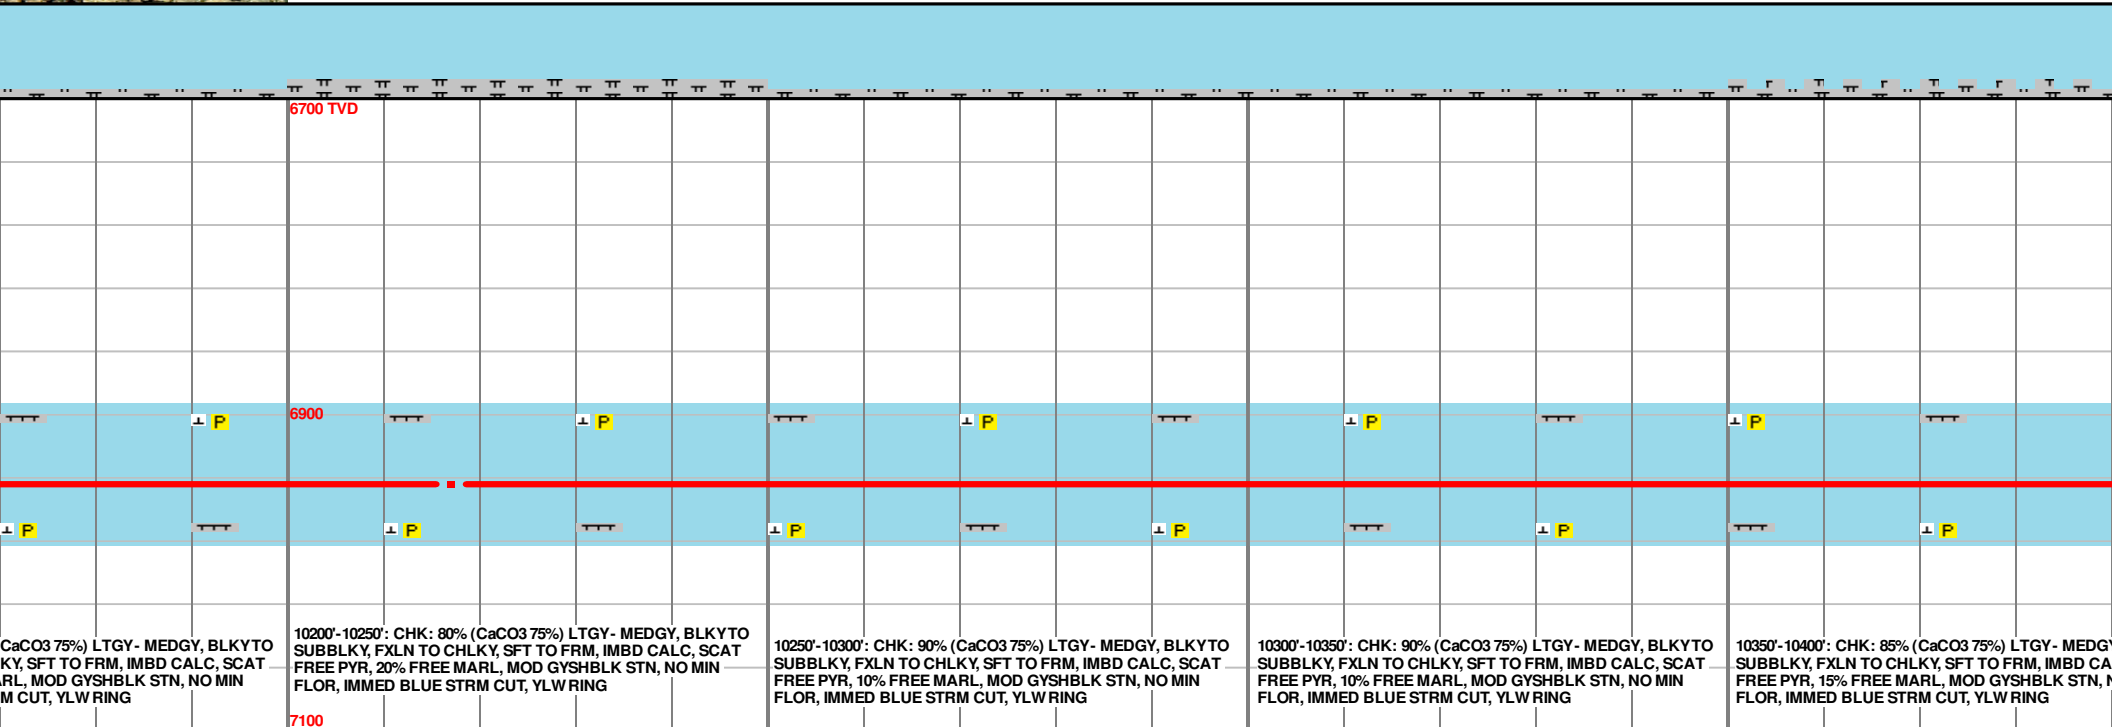 6700 TVD
6900
P
P
P
P
P
P
P
P
P
P
CaCO3 75%) LTGY- MEDGY, BLKY TO
KY, SFT TO FRM, IMBD CALC, SCAT
RL, MOD GYSHBLK STN, NO MIN
M CUT, YLW RING
10200'-10250': CHK: 80% (CaCO3 75%) LTGY- MEDGY, BLKY TO
SUBBLKY, FXLN TO CHLKY, SFT TO FRM, IMBD CALC, SCAT
FREE PYR, 20% FREE MARL, MOD GYSHBLK STN, NO MIN
FLOR, IMMED BLUE STRM CUT, YLW RING
10250'-10300': CHK: 90% (CaCO3 75%) LTGY- MEDGY, BLKY TO
SUBBLKY, FXLN TO CHLKY, SFT TO FRM, IMBD CALC, SCAT
FREE PYR, 10% FREE MARL, MOD GYSHBLK STN, NO MIN
FLOR, IMMED BLUE STRM CUT, YLW RING
10300'-10350': CHK: 90% (CaCO3 75%) LTGY- MEDGY, BLKY TO
SUBBLKY, FXLN TO CHLKY, SFT TO FRM, IMBD CALC, SCAT
FREE PYR, 10% FREE MARL, MOD GYSHBLK STN, NO MIN
FLOR, IMMED BLUE STRM CUT, YLW RING
10350'-10400': CHK: 85% (CaCO3 75%) LTGY- MEDGY
SUBBLKY, FXLN TO CHLKY, SFT TO FRM, IMBD CA
FREE PYR, 15% FREE MARL, MOD GYSHBLK STN, N
FLOR, IMMED BLUE STRM CUT, YLW RING
7100